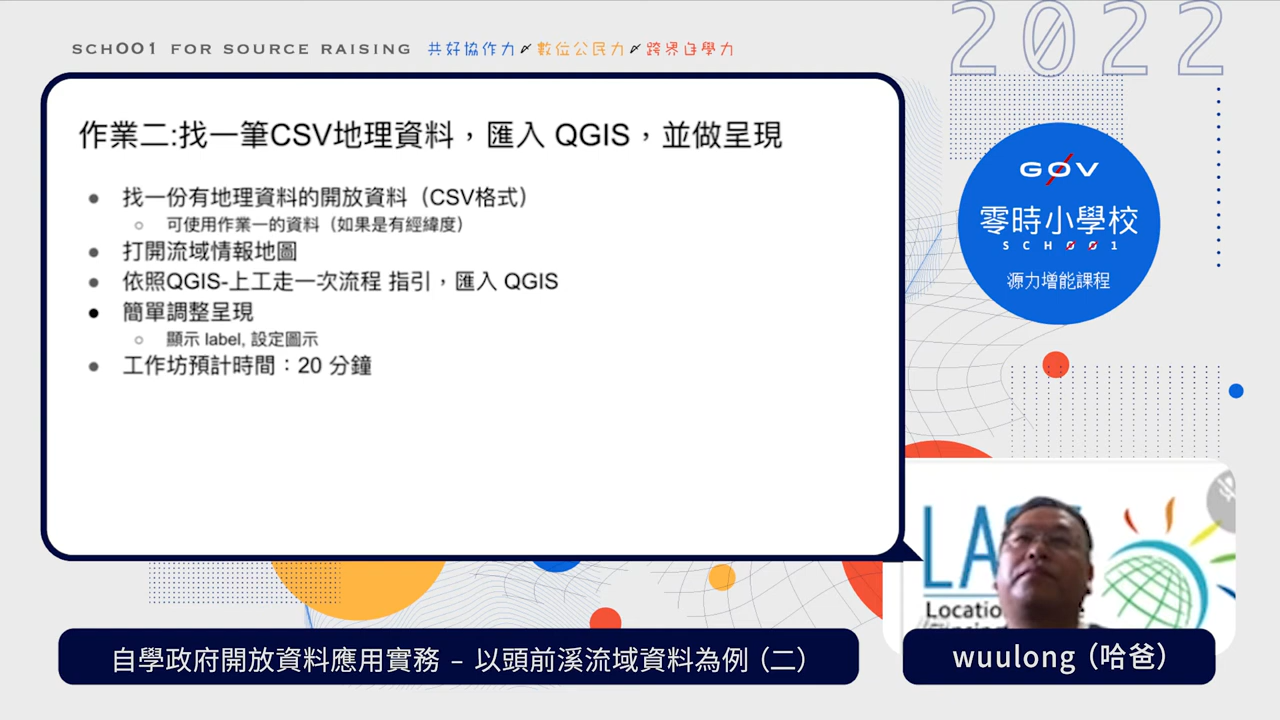 SCH001 FOR SOURCE RAISING 共好協作力 數位公民力 跨界自學力
2022
作業二:找一筆CSV地理資料，匯入 QGIS，並做呈現
找一份有地理資料的開放資料（CSV格式）
可使用作業一的資料（如果是有經緯度）
打開流域情報地圖
依照QGIS-上工走一次流程 指引，匯入 QGIS
簡單調整呈現
顯示 label, 設定圖示
工作坊預計時間：20 分鐘
G0V
零時小學校
SCH001
源力增能課程
自學政府開放資料應用實務 – 以頭前溪流域資料為例（二）
wuulong（哈爸）